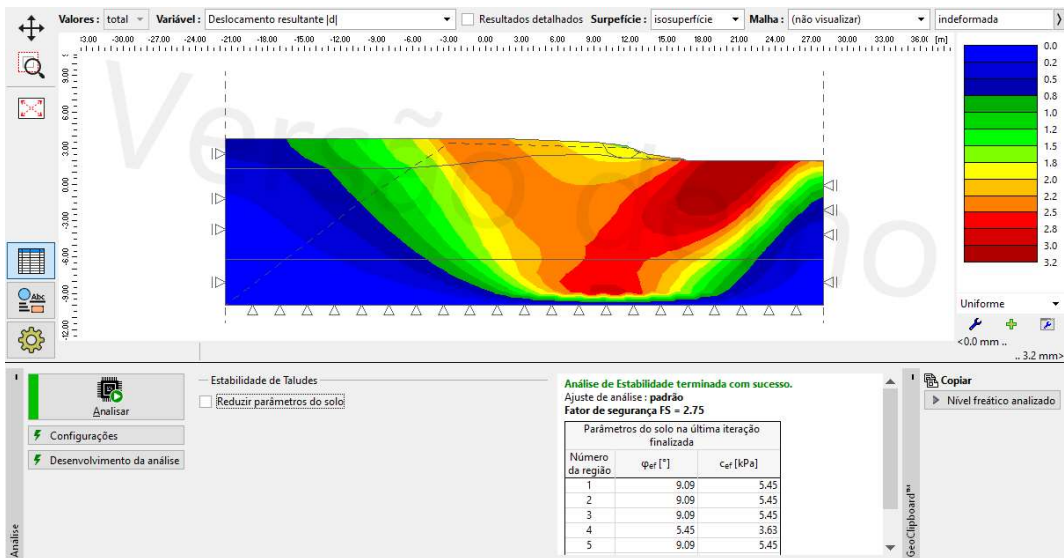 Valores : total Variável : Deslocamento resultante |d| Resultados detalhados Surpefície : isosuperfície Malha : (não visualizar) indeformada
-30.00 -27.00 -24.00 -21.00 -18.00 -15.00 -12.00 -9.00 -6.00 -3.00 0.00 3.00 6.00 9.00 12.00 15.00 18.00 21.00 24.00 27.00 30.00 33.00 36.0( [m]
9.00
6.00
3.00
0.00
-3.00
-6.00
-9.00
-12.00
0.0
0.2
0.5
0.8
1.0
1.2
1.5
1.8
2.0
2.2
2.5
2.8
3.0
3.2
Uniforme
<0.0 mm ..
.. 3.2 mm>
Abc
Analisar
Configurações
Desenvolvimento da análise
Estabilidade de Taludes
Reduzir parâmetros do solo
Análise de Estabilidade terminada com sucesso.
Ajuste de análise : padrão
Fator de segurança FS = 2.75
Parâmetros do solo na última iteração
finalizada
Número
da região φef [°] cef [kPa]
1 9.09 5.45
2 9.09 5.45
3 9.09 5.45
4 5.45 3.63
5 9.09 5.45
Copiar
Nível freático analizado
GeoClipboard™
Análise